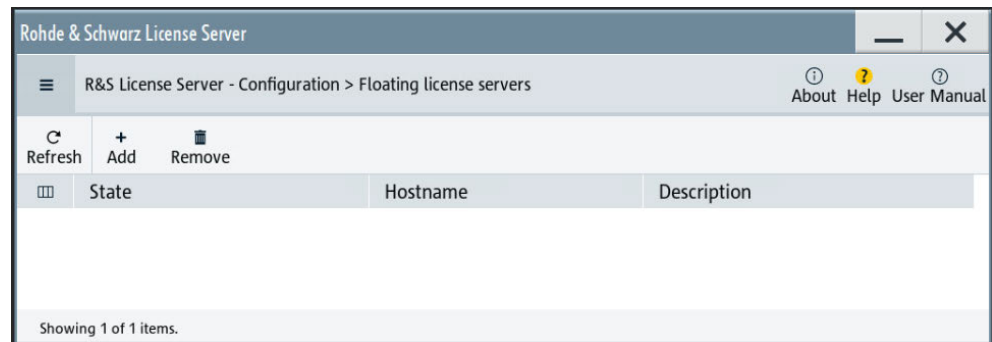 Rohde & Schwarz License Server
R&S License Server - Configuration > Floating license servers
About Help User Manual
Refresh Add Remove
State Hostname Description
Showing 1 of 1 items.